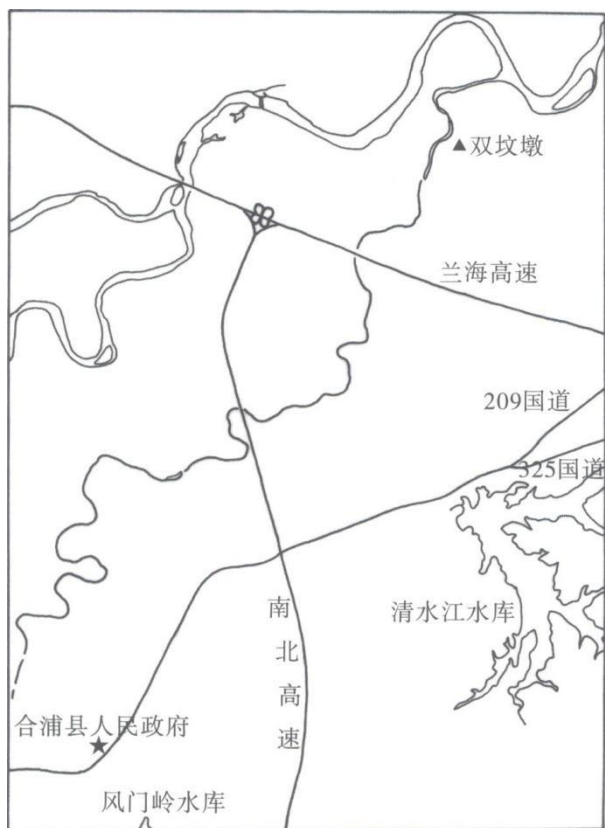 双坟墩
兰海高速
209国道
325国道
清水江水库
南北高速
合浦县人民政府
风门岭水库